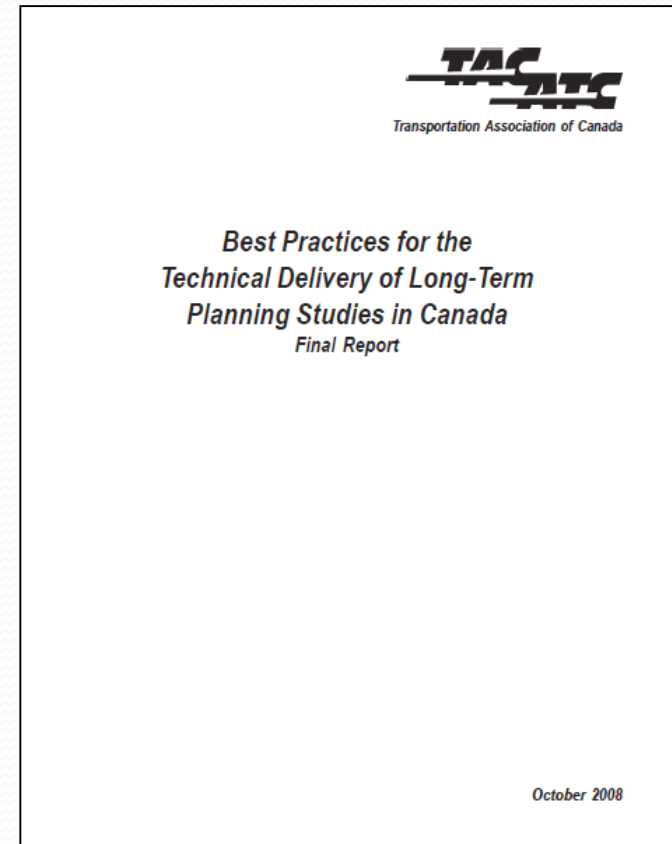 TAC
ATC
Transportation Association of Canada
Best Practices for the
Technical Delivery of Long-Term
Planning Studies in Canada
Final Report
October 2008